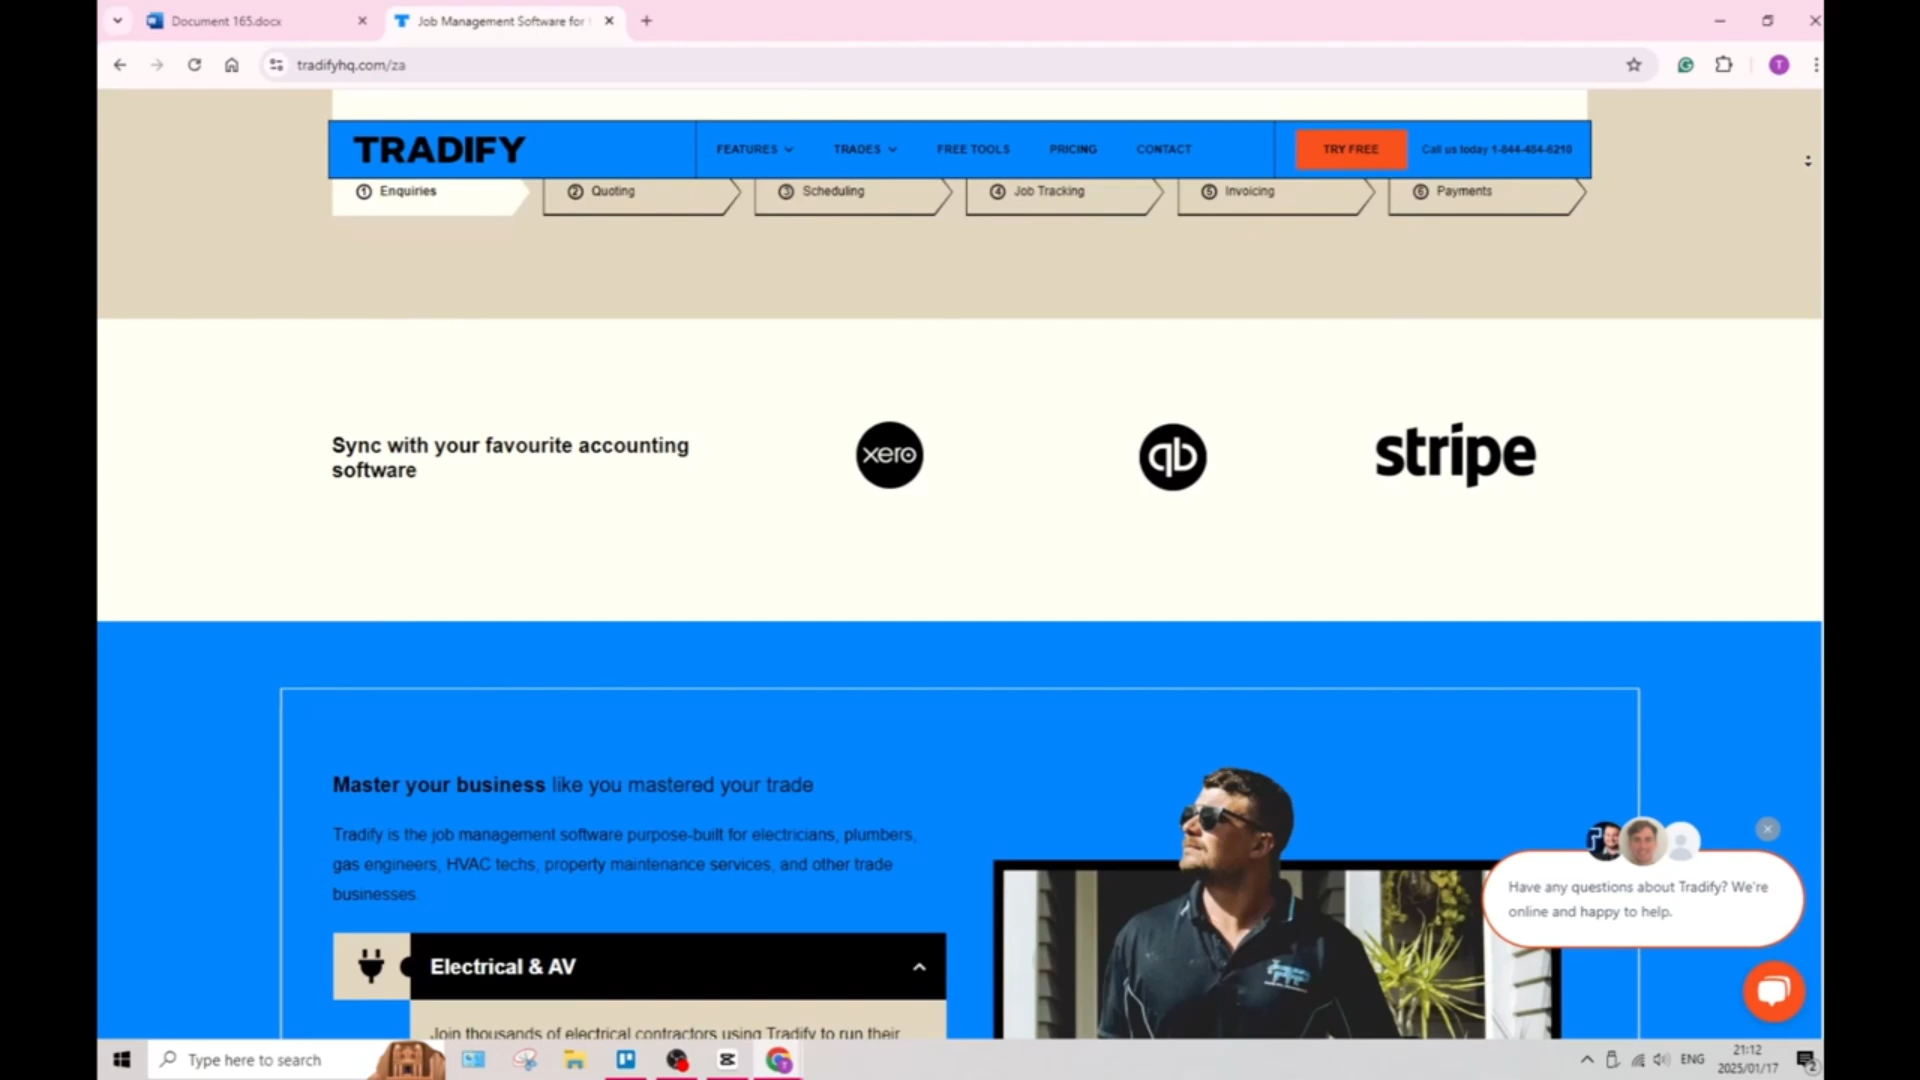 Document 165.docx
Job Management Software for
tradifyhq.com/za
TRADIFY
FEATURES
TRADES
FREE TOOLS
PRICING
CONTACT
TRY FREE
Call us today 1-844-484-6210
1 Enquiries
2 Quoting
3 Scheduling
4 Job Tracking
5 Invoicing
6 Payments
Sync with your favourite accounting
software
xero
qb
stripe
Master your business like you mastered your trade
Tradify is the job management software purpose-built for electricians, plumbers,
gas engineers, HVAC techs, property maintenance services, and other trade
businesses.
Electrical & AV
Join thousands of electrical contractors using Tradify to run their
Have any questions about Tradify? We're
online and happy to help.
Type here to search
ENG
21:12
2025/01/17
2
T